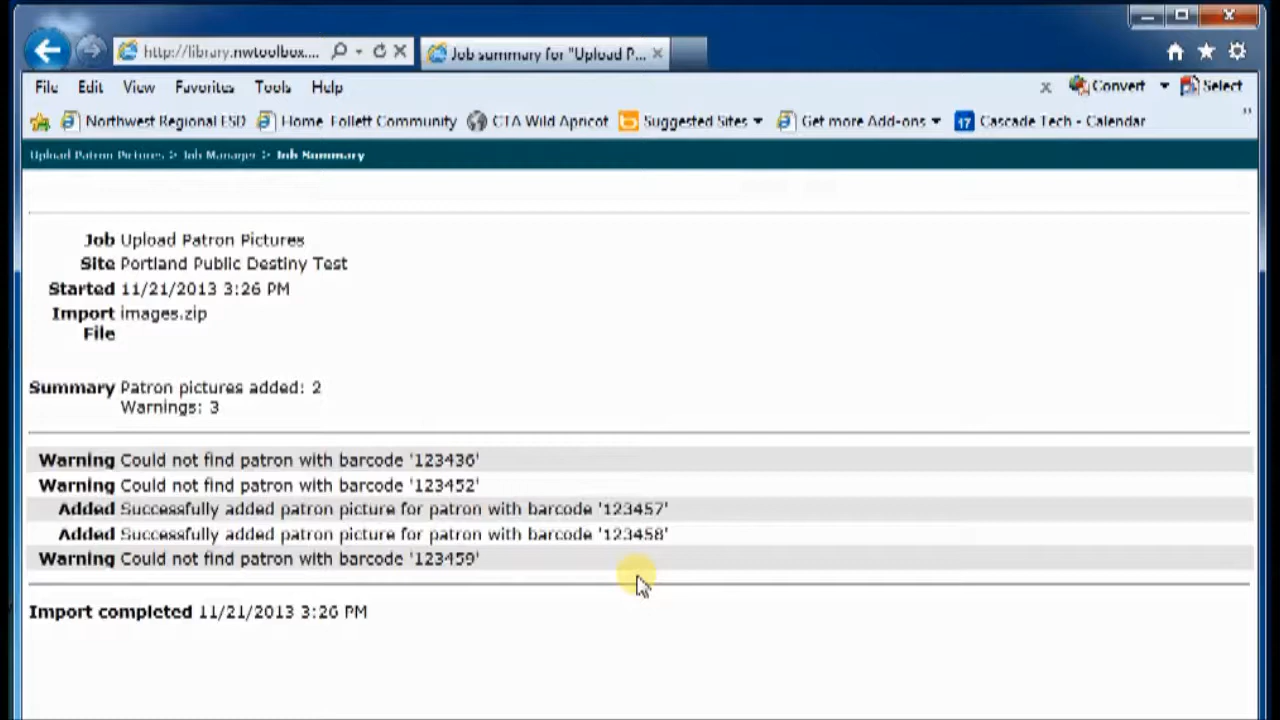 http://library.nwtoolbox....
Job summary for "Upload P...
File Edit View Favorites Tools Help
Convert Select
Northwest Regional ESD Home Follett Community CTA Wild Apricot Suggested Sites Get more Add-ons 17 Cascade Tech - Calendar
Upload Patron Pictures > Job Manager > Job Summary
Job Upload Patron Pictures
Site Portland Public Destiny Test
Started 11/21/2013 3:26 PM
Import images.zip
File
Summary Patron pictures added: 2
Warnings: 3
Warning Could not find patron with barcode '123436'
Warning Could not find patron with barcode '123452'
Added Successfully added patron picture for patron with barcode '123457'
Added Successfully added patron picture for patron with barcode '123458'
Warning Could not find patron with barcode '123459'
Import completed 11/21/2013 3:26 PM